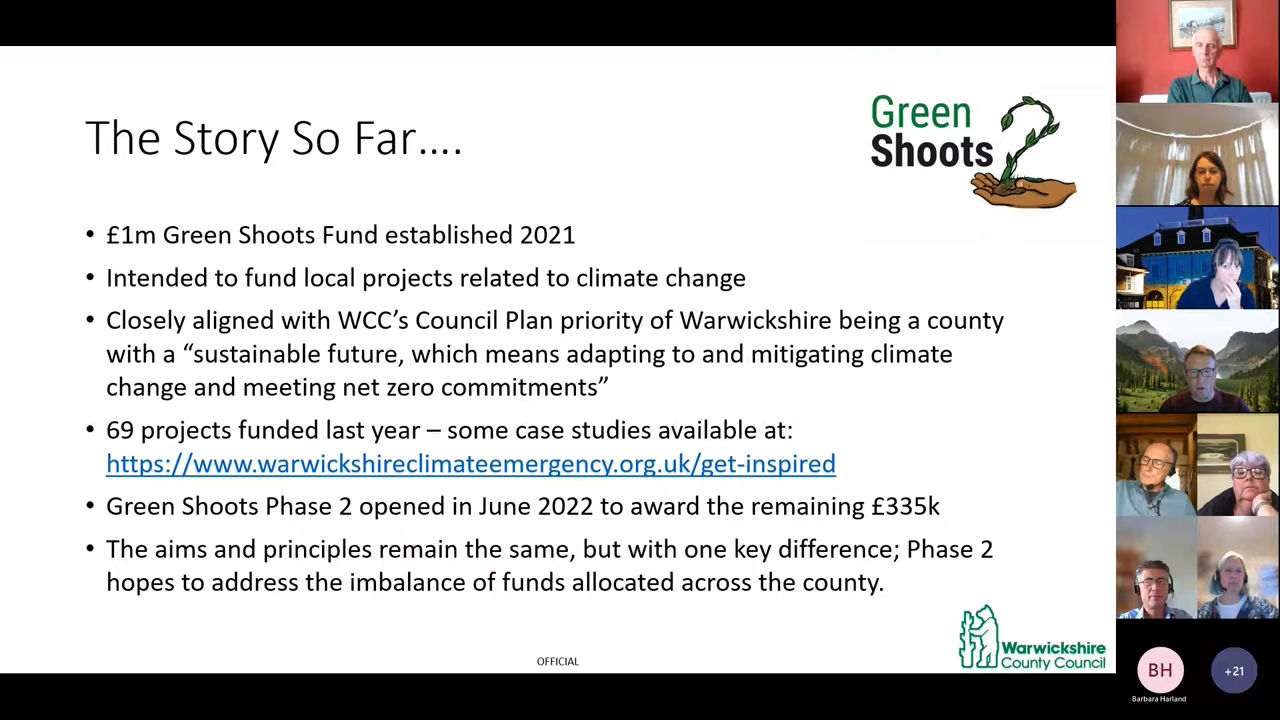 The Story So Far....
Green
Shoots 2
• £1m Green Shoots Fund established 2021
• Intended to fund local projects related to climate change
• Closely aligned with WCC's Council Plan priority of Warwickshire being a county
with a “sustainable future, which means adapting to and mitigating climate
change and meeting net zero commitments”
• 69 projects funded last year – some case studies available at:
https://www.warwickshireclimateemergency.org.uk/get-inspired
• Green Shoots Phase 2 opened in June 2022 to award the remaining £335k
• The aims and principles remain the same, but with one key difference; Phase 2
hopes to address the imbalance of funds allocated across the county.
OFFICIAL
Warwickshire
County Council
BH
Barbara Harland
+21